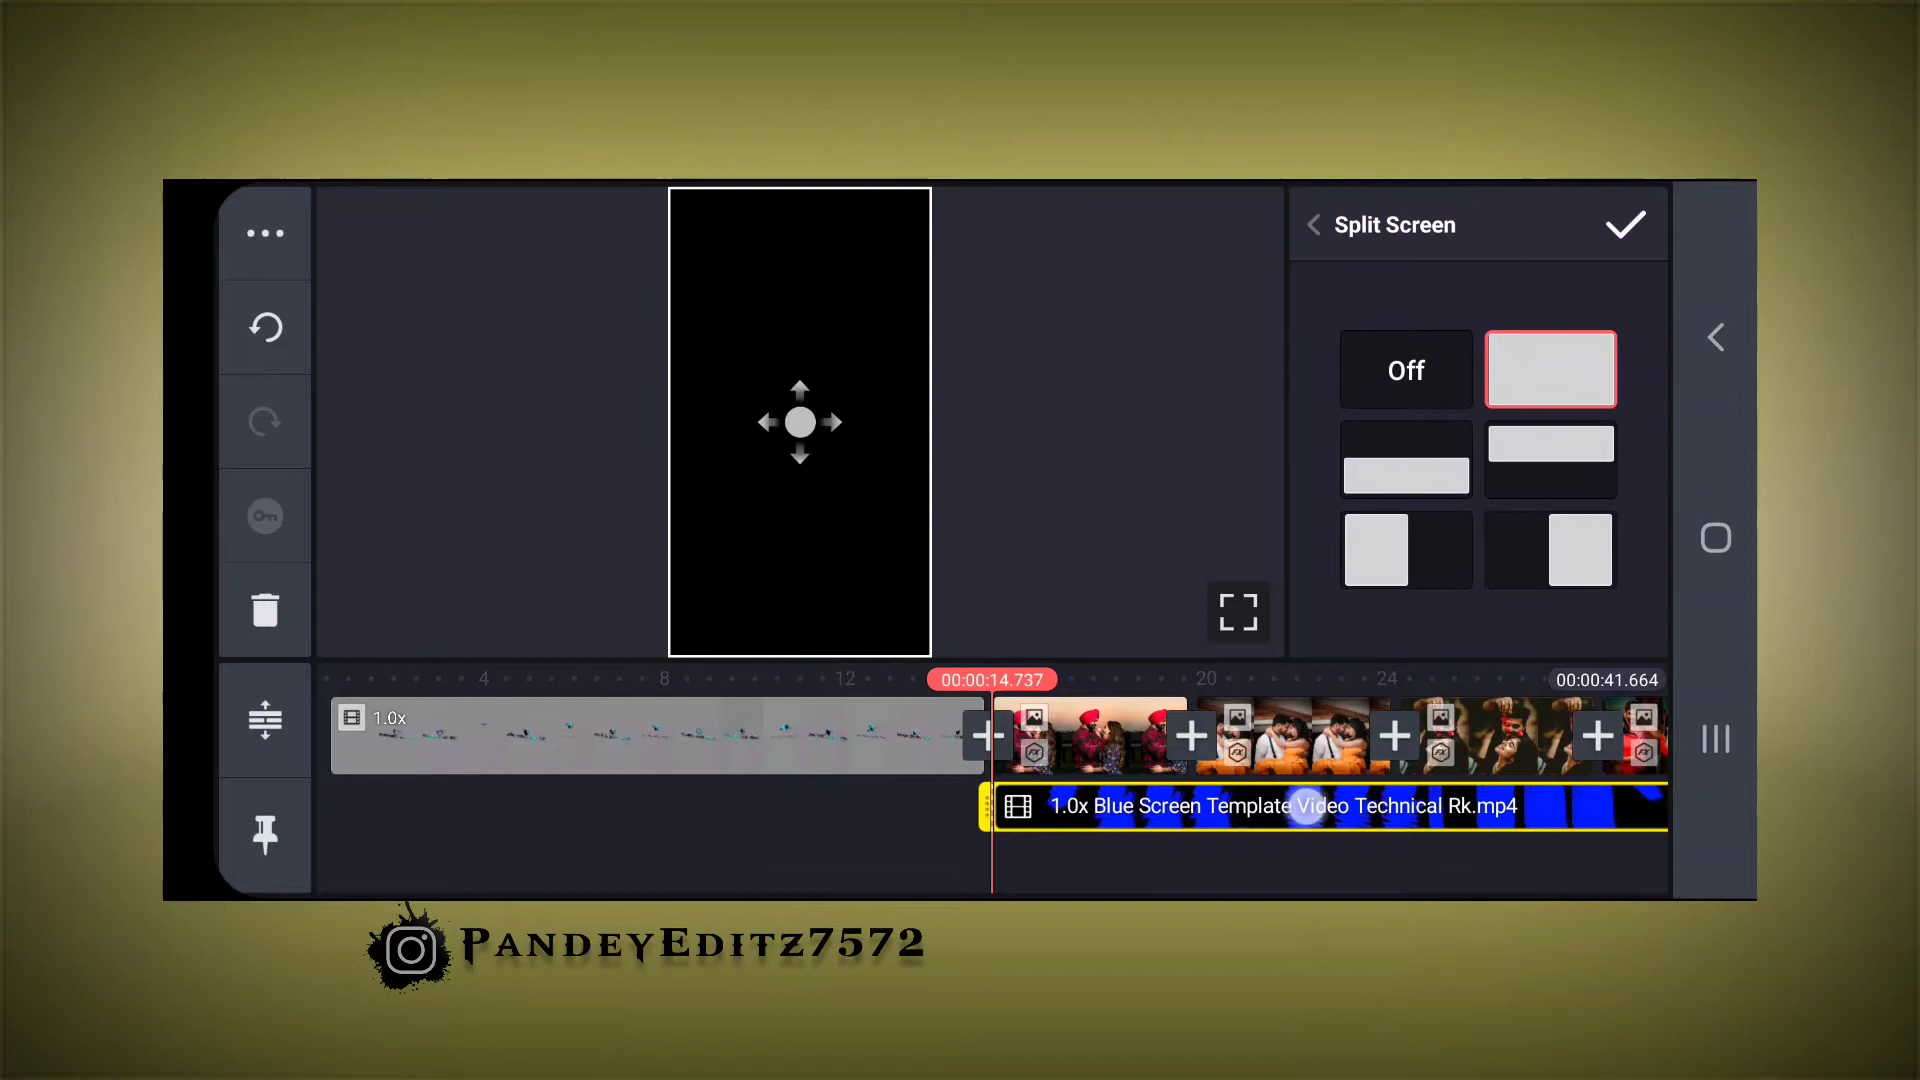 Split Screen
Off
4 8 12 00:00:14.737 20 24 00:00:41.664
1.0x
1.0x Blue Screen Template Video Technical Rk.mp4
PandeyEditz7572